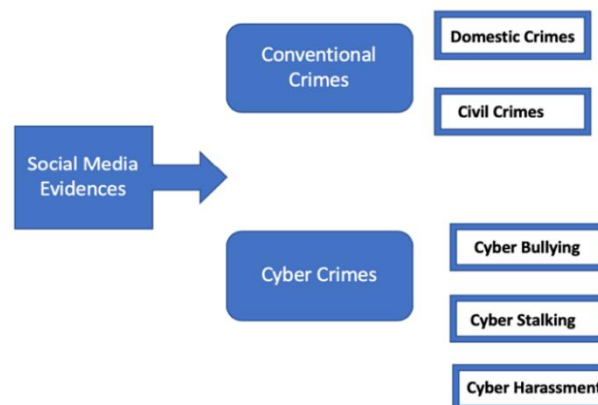 Social Media
Evidences
Conventional
Crimes
Domestic Crimes
Civil Crimes
Cyber Crimes
Cyber Bullying
Cyber Stalking
Cyber Harassment